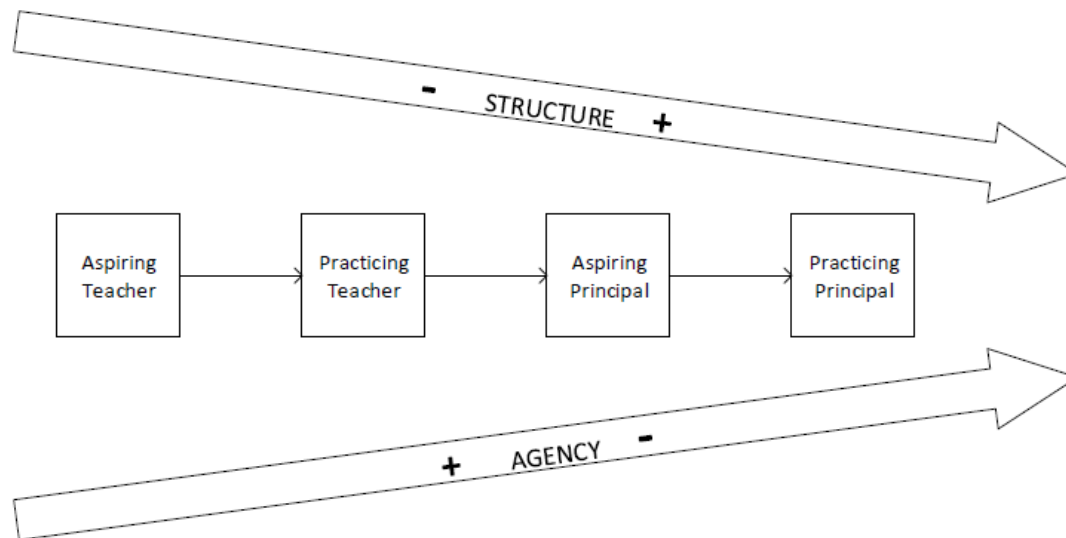 - STRUCTURE +
Aspiring
Teacher
Practicing
Teacher
Aspiring
Principal
Practicing
Principal
+ AGENCY -